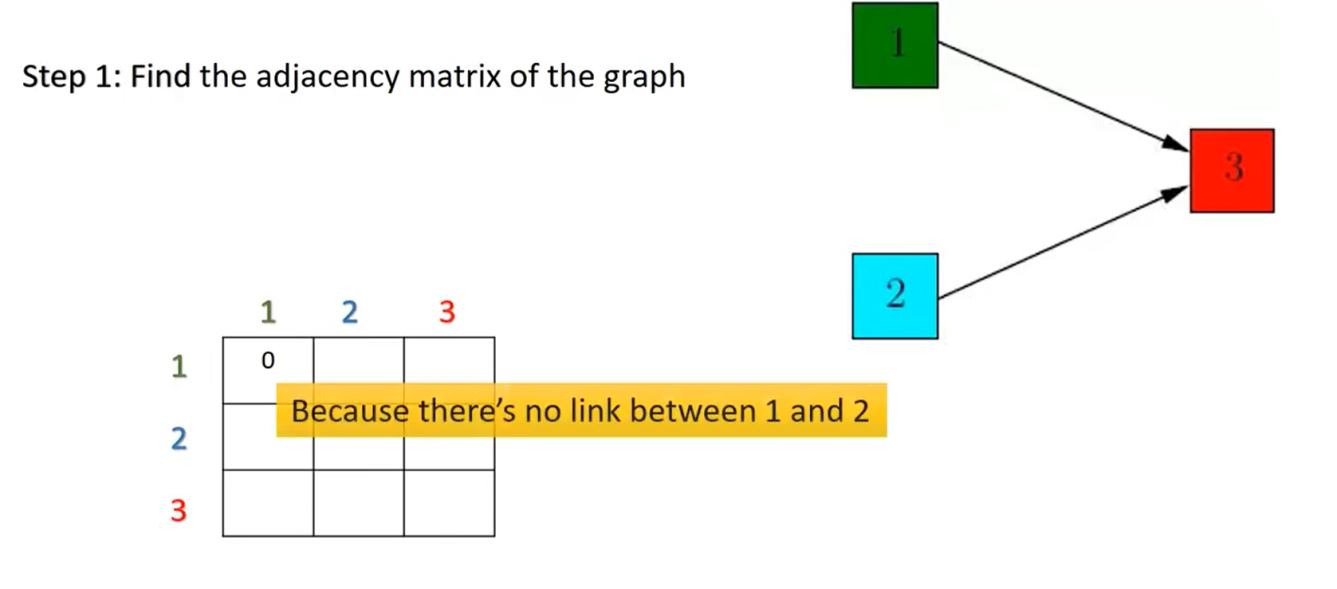 1
Step 1: Find the adjacency matrix of the graph
3
2
1 2 3
1 0
Because there's no link between 1 and 2
2
3